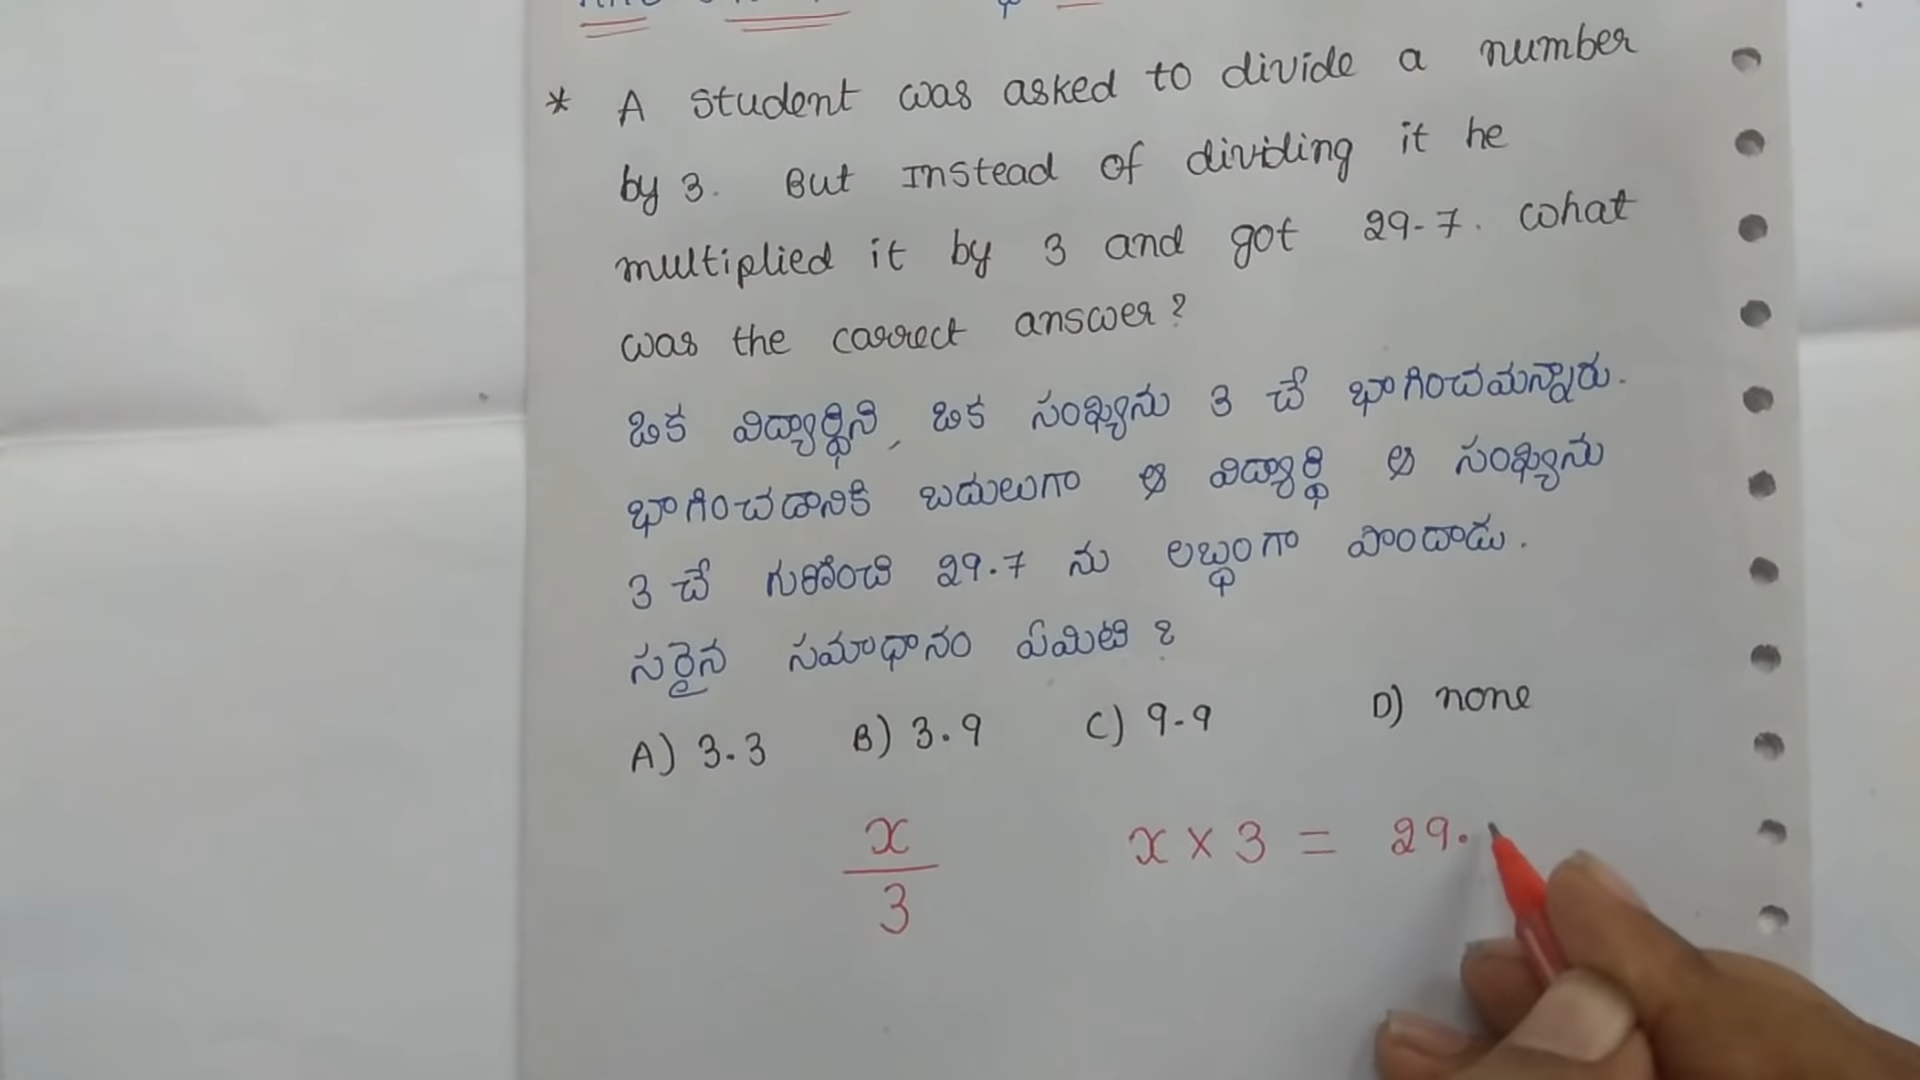 * A student was asked to divide a number
by 3. But Instead of dividing it he
multiplied it by 3 and got 29.7. what
was the correct answer?
ఒక విద్యార్థిని, ఒక సంఖ్యను 3 చే భాగించమన్నారు.
భాగించడానికి బదులుగా ఆ విద్యార్థి ఆ సంఖ్యను
3 చే గుణించి 29.7 ను లబ్ధంగా పొందాడు.
సరైన సమాధానం ఏమిటి?
A) 3.3 B) 3.9 C) 9.9 D) none
x/3 x × 3 = 29.